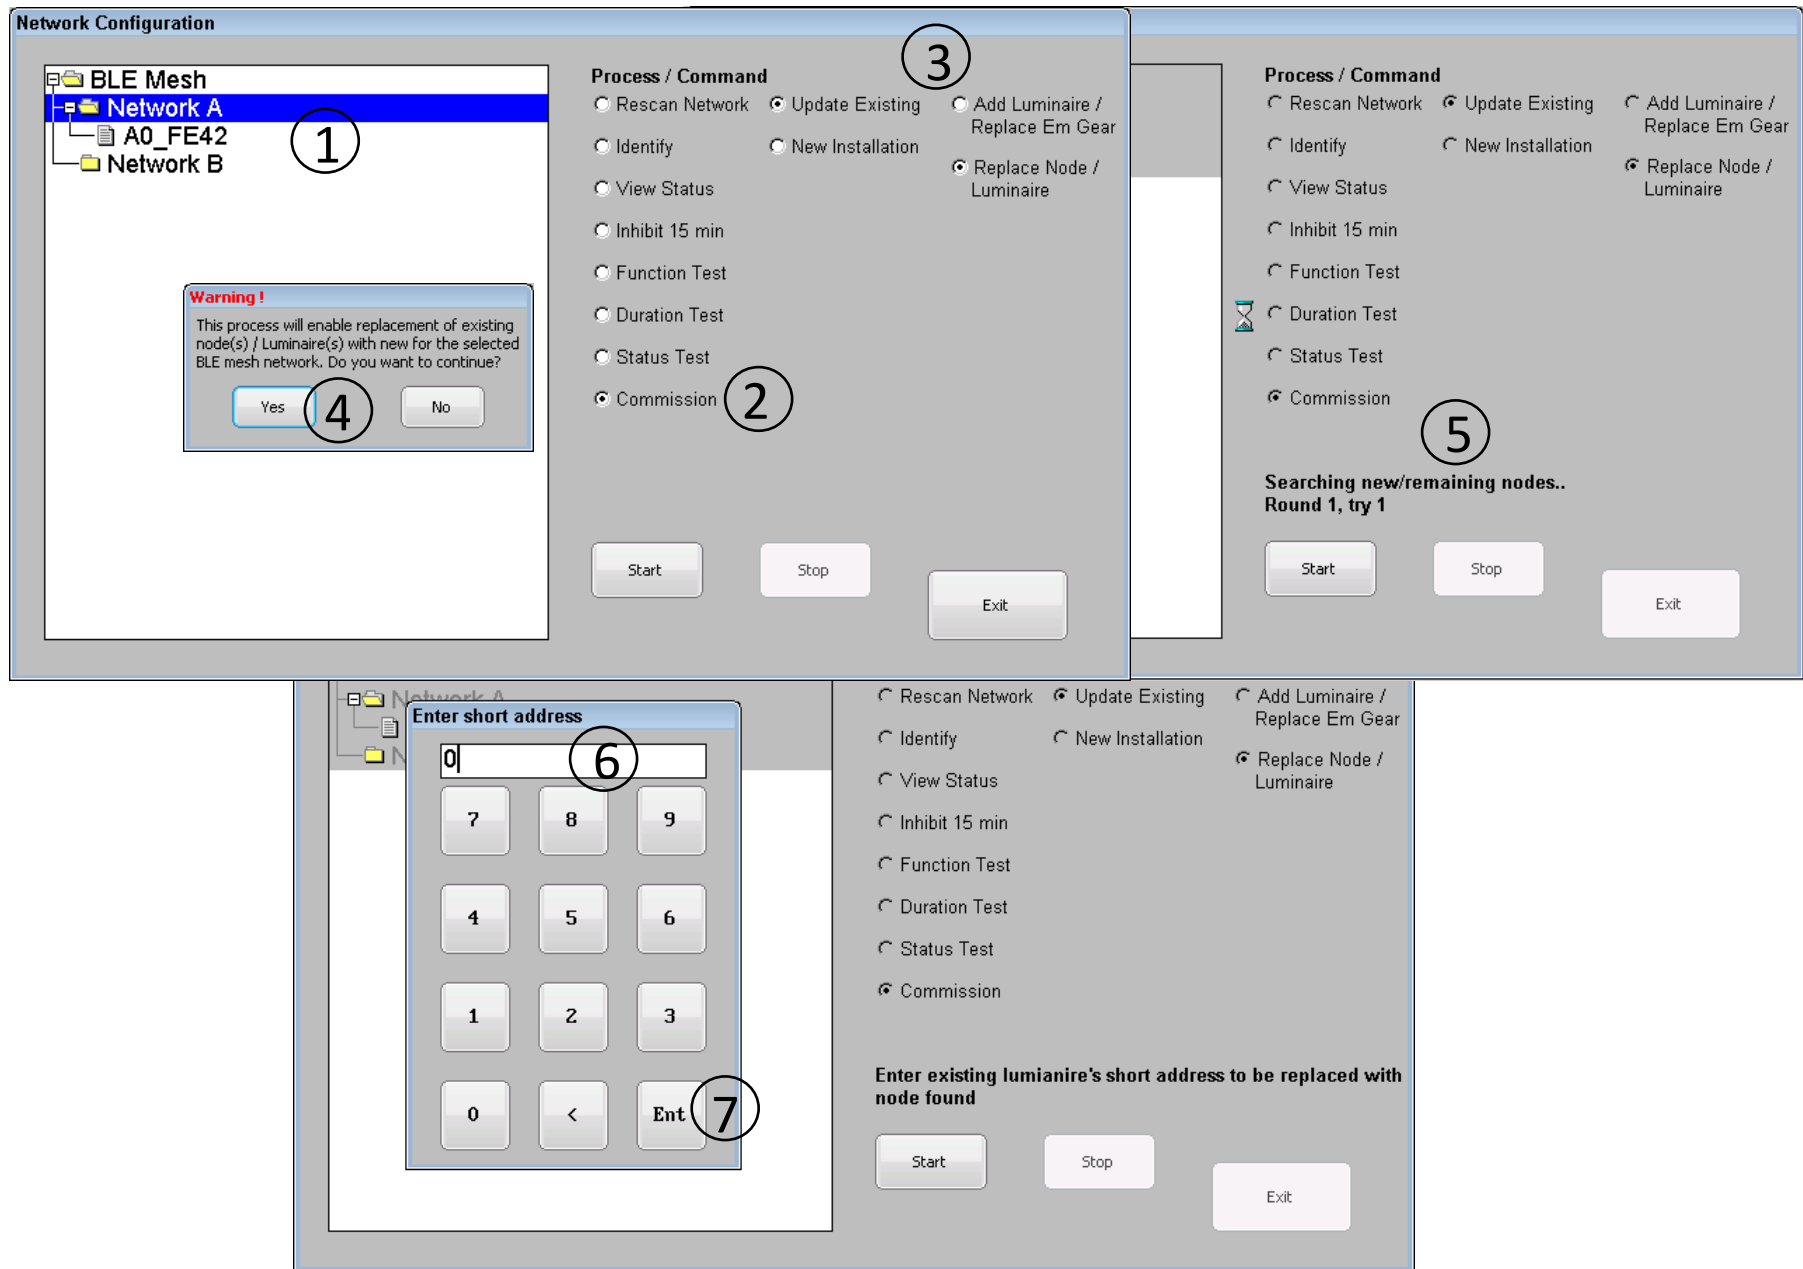 Network Configuration
BLE Mesh
Network A
A0_FE42
Network B
1
Warning !
This process will enable replacement of existing
node(s) / Luminaire(s) with new for the selected
BLE mesh network. Do you want to continue?
Yes
4
No
Process / Command
3
Rescan Network
Update Existing
Add Luminaire /
Replace Em Gear
Identify
New Installation
Replace Node /
Luminaire
View Status
Inhibit 15 min
Function Test
Duration Test
Status Test
Commission
2
Start
Stop
Exit
Process / Command
Rescan Network
Update Existing
Add Luminaire /
Replace Em Gear
Identify
New Installation
Replace Node /
Luminaire
View Status
Inhibit 15 min
Function Test
Duration Test
Status Test
Commission
5
Searching new/remaining nodes..
Round 1, try 1
Start
Stop
Exit
Network A
N
Enter short address
0
6
7
8
9
4
5
6
1
2
3
0
<
Ent
7
Rescan Network
Update Existing
Add Luminaire /
Replace Em Gear
Identify
New Installation
Replace Node /
Luminaire
View Status
Inhibit 15 min
Function Test
Duration Test
Status Test
Commission
Enter existing lumianire's short address to be replaced with
node found
Start
Stop
Exit